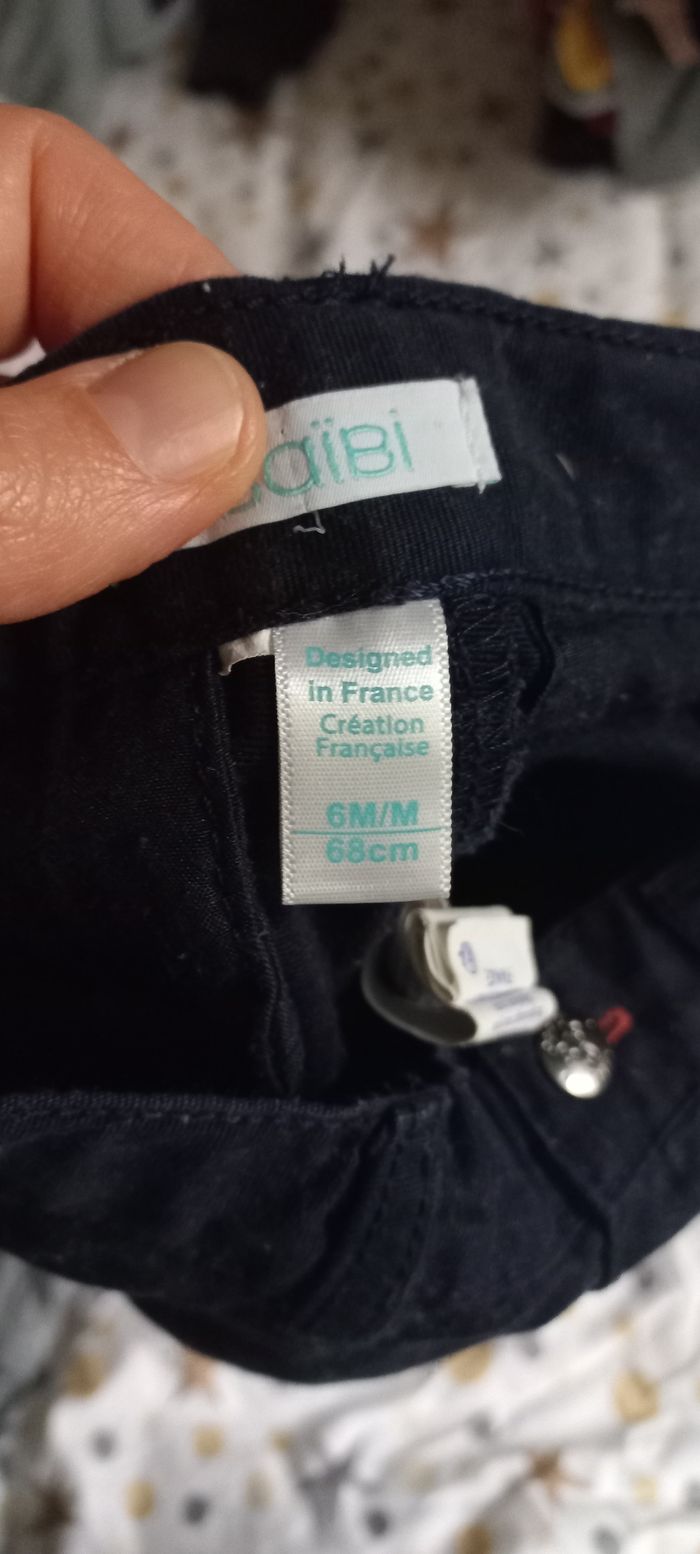 aïBi
Designed
in France
Création
Française
6M/M
68cm